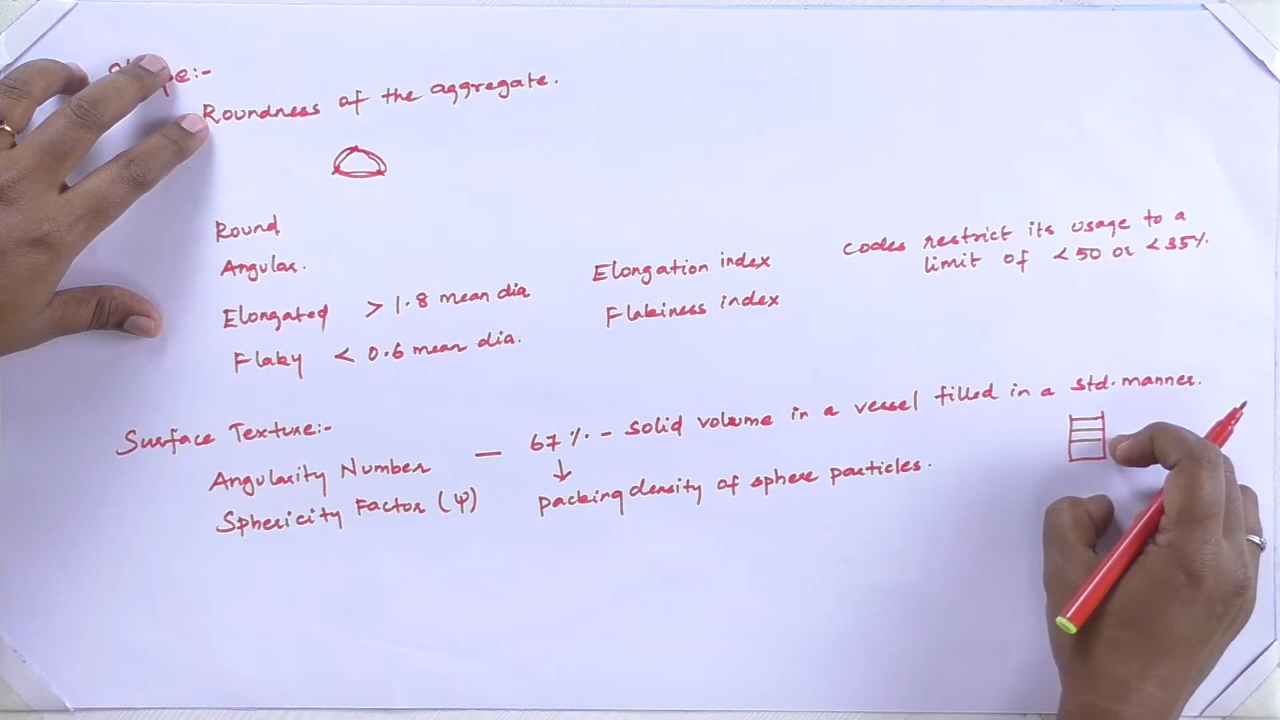 Roundness of the aggregate.
Round
Angular.
Elongated > 1.8 mean dia
Flaky < 0.6 mean dia.
Elongation index
Flakiness index
codes restrict its usage to a
limit of <50 or <35%.
Surface Texture:-
Angularity Number — 67% - solid volume in a vessel filled in a std. manner.
↓
Sphericity Factor (ψ)
packing density of sphere particles.